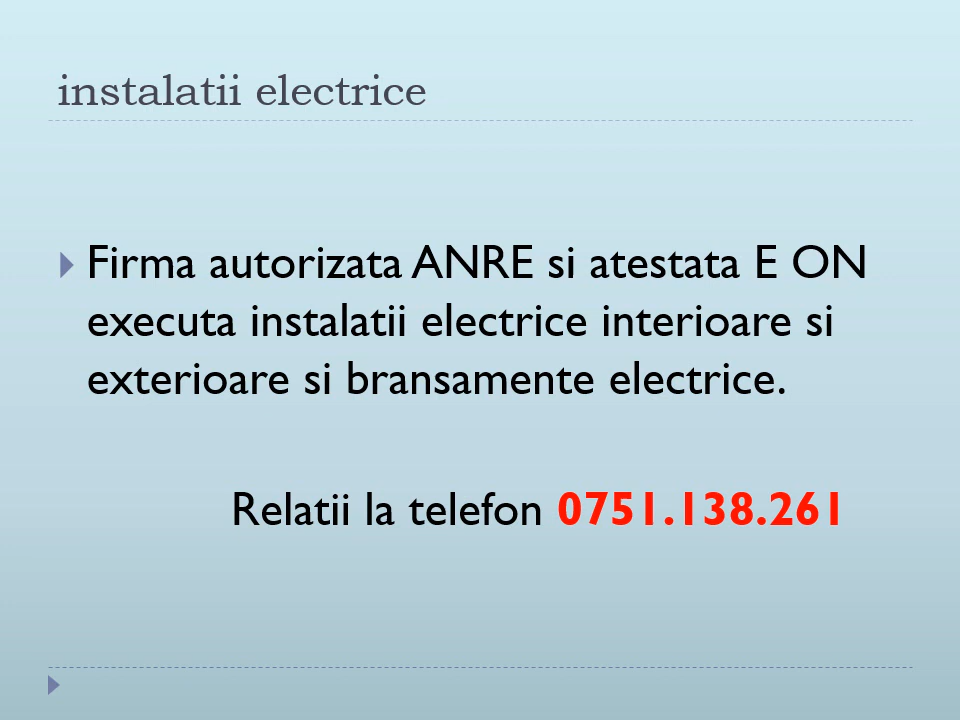 instalatii electrice
Firma autorizata ANRE si atestata E ON
executa instalatii electrice interioare si
exterioare si bransamente electrice.
Relatii la telefon 0751.138.261